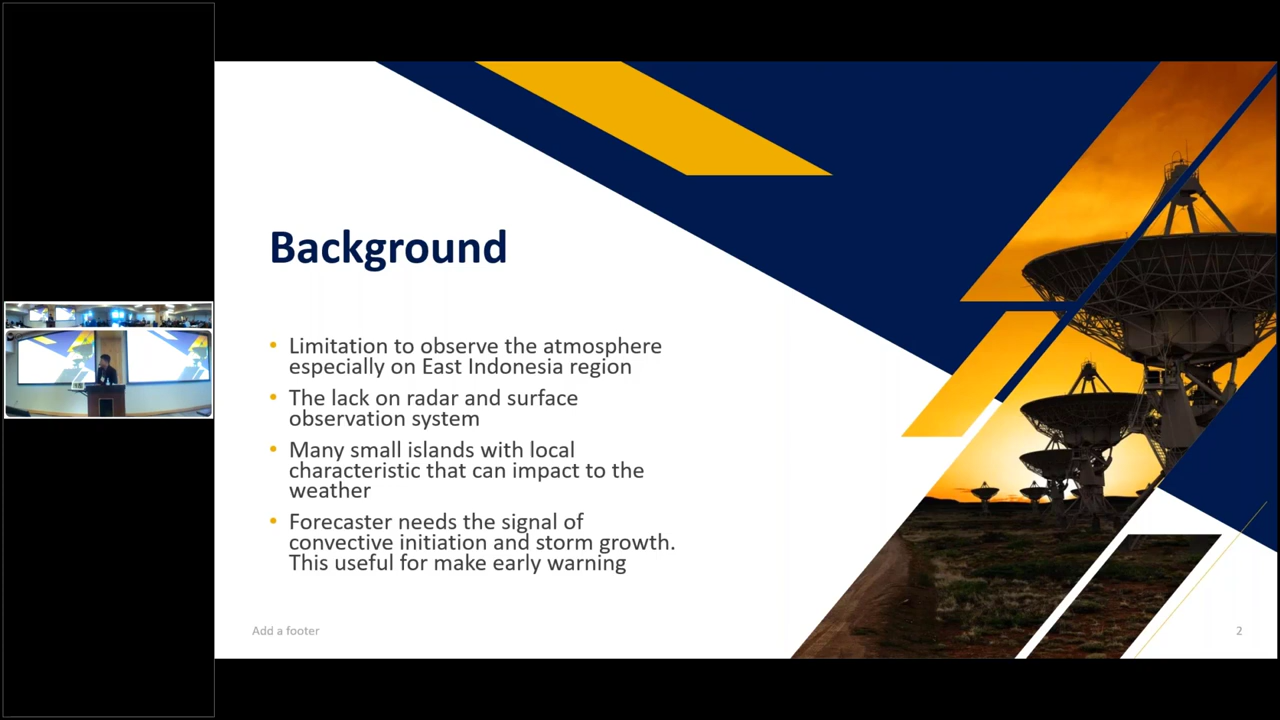 Background
• Limitation to observe the atmosphere
especially on East Indonesia region
• The lack on radar and surface
observation system
• Many small islands with local
characteristic that can impact to the
weather
• Forecaster needs the signal of
convective initiation and storm growth.
This useful for make early warning
Add a footer
2